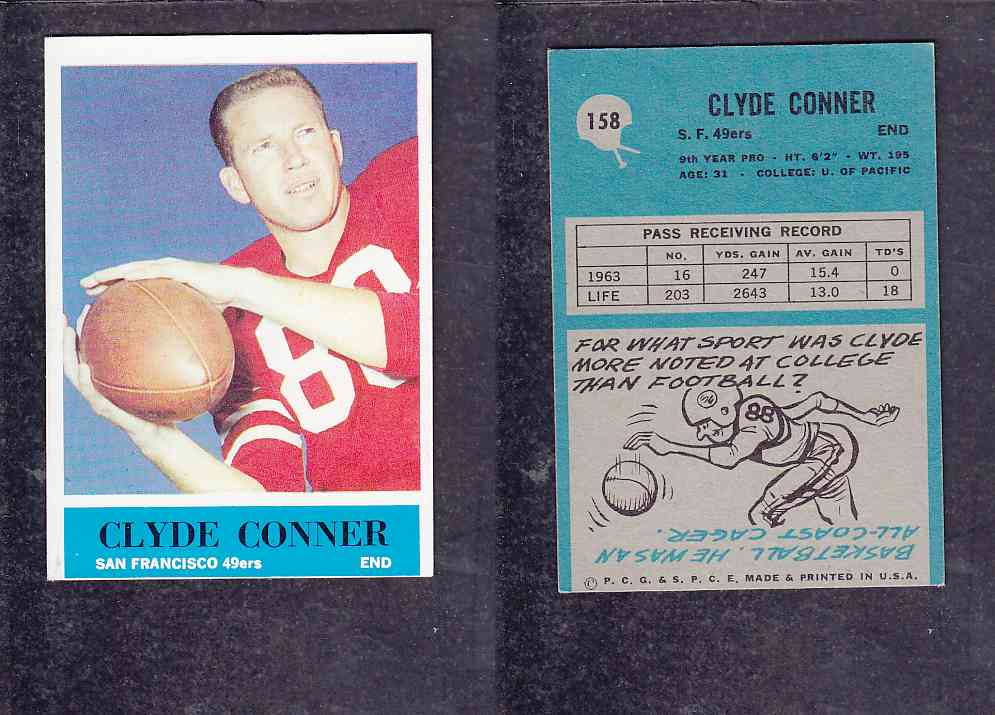 88
CLYDE CONNER
SAN FRANCISCO 49ers END
158
CLYDE CONNER
S. F. 49ers END
9th YEAR PRO - HT. 6'2" - WT. 195
AGE: 31 - COLLEGE: U. OF PACIFIC
PASS RECEIVING RECORD
NO. YDS. GAIN AV. GAIN TD'S
1963 16 247 15.4 0
LIFE 203 2643 13.0 18
FOR WHAT SPORT WAS CLYDE
MORE NOTED AT COLLEGE
THAN FOOTBALL?
88
BASKETBALL. HE WAS AN
ALL-COAST CAGER.
© P. C. G. & S. P. C. E. MADE & PRINTED IN U.S.A.